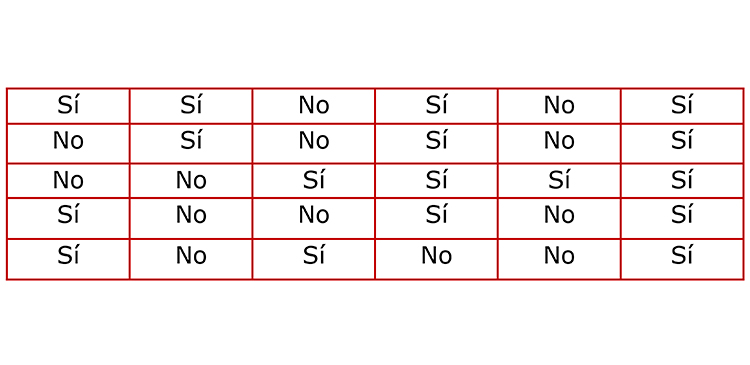 Sí Sí No Sí No Sí
No Sí No Sí No Sí
No No Sí Sí Sí Sí
Sí No No Sí No Sí
Sí No Sí No No Sí